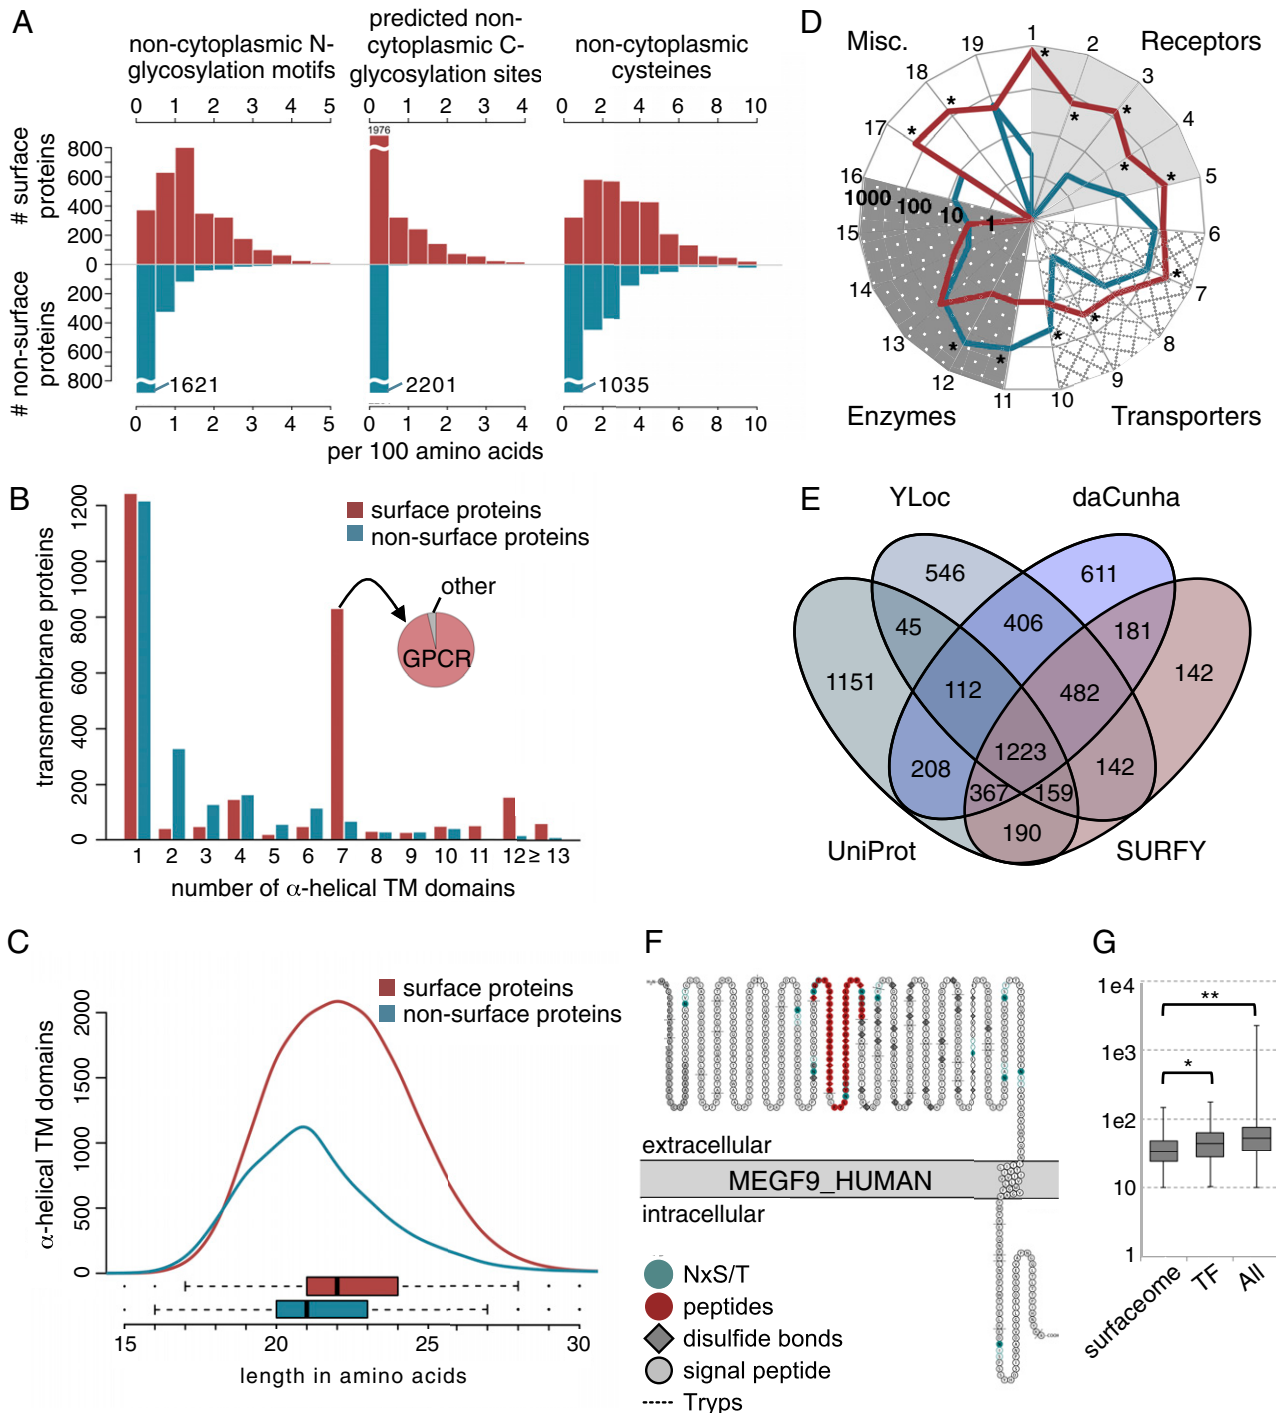 A
non-cytoplasmic N-
glycosylation motifs
predicted non-
cytoplasmic C-
glycosylation sites
non-cytoplasmic
cysteines
0 1 2 3 4 5
0 1 2 3 4
0 2 4 6 8 10
# surface
proteins
800
600
400
200
0
1976
# non-surface
proteins
200
400
600
800
1621
2201
1035
0 1 2 3 4 5
0 1 2 3 4
0 2 4 6 8 10
per 100 amino acids
D
Misc.
Receptors
Enzymes
Transporters
1
2
3
4
5
6
7
8
9
10
11
12
13
14
15
16
17
18
19
1000 100 10 1
* * * * * * * * * * * *
B
transmembrane proteins
1200
1000
800
600
400
200
0
surface proteins
non-surface proteins
other
GPCR
1 2 3 4 5 6 7 8 9 10 11 12 ≥ 13
number of α-helical TM domains
E
YLoc
daCunha
546
611
45
406
181
1151
112
482
142
208
1223
142
367
159
190
UniProt
SURFY
C
α-helical TM domains
2000
1500
1000
500
0
surface proteins
non-surface proteins
15 20 25 30
length in amino acids
F
extracellular
MEGF9_HUMAN
intracellular
NxS/T
peptides
disulfide bonds
signal peptide
Tryps
G
1e4
1e3
1e2
10
1
**
*
surfaceome
TF
All